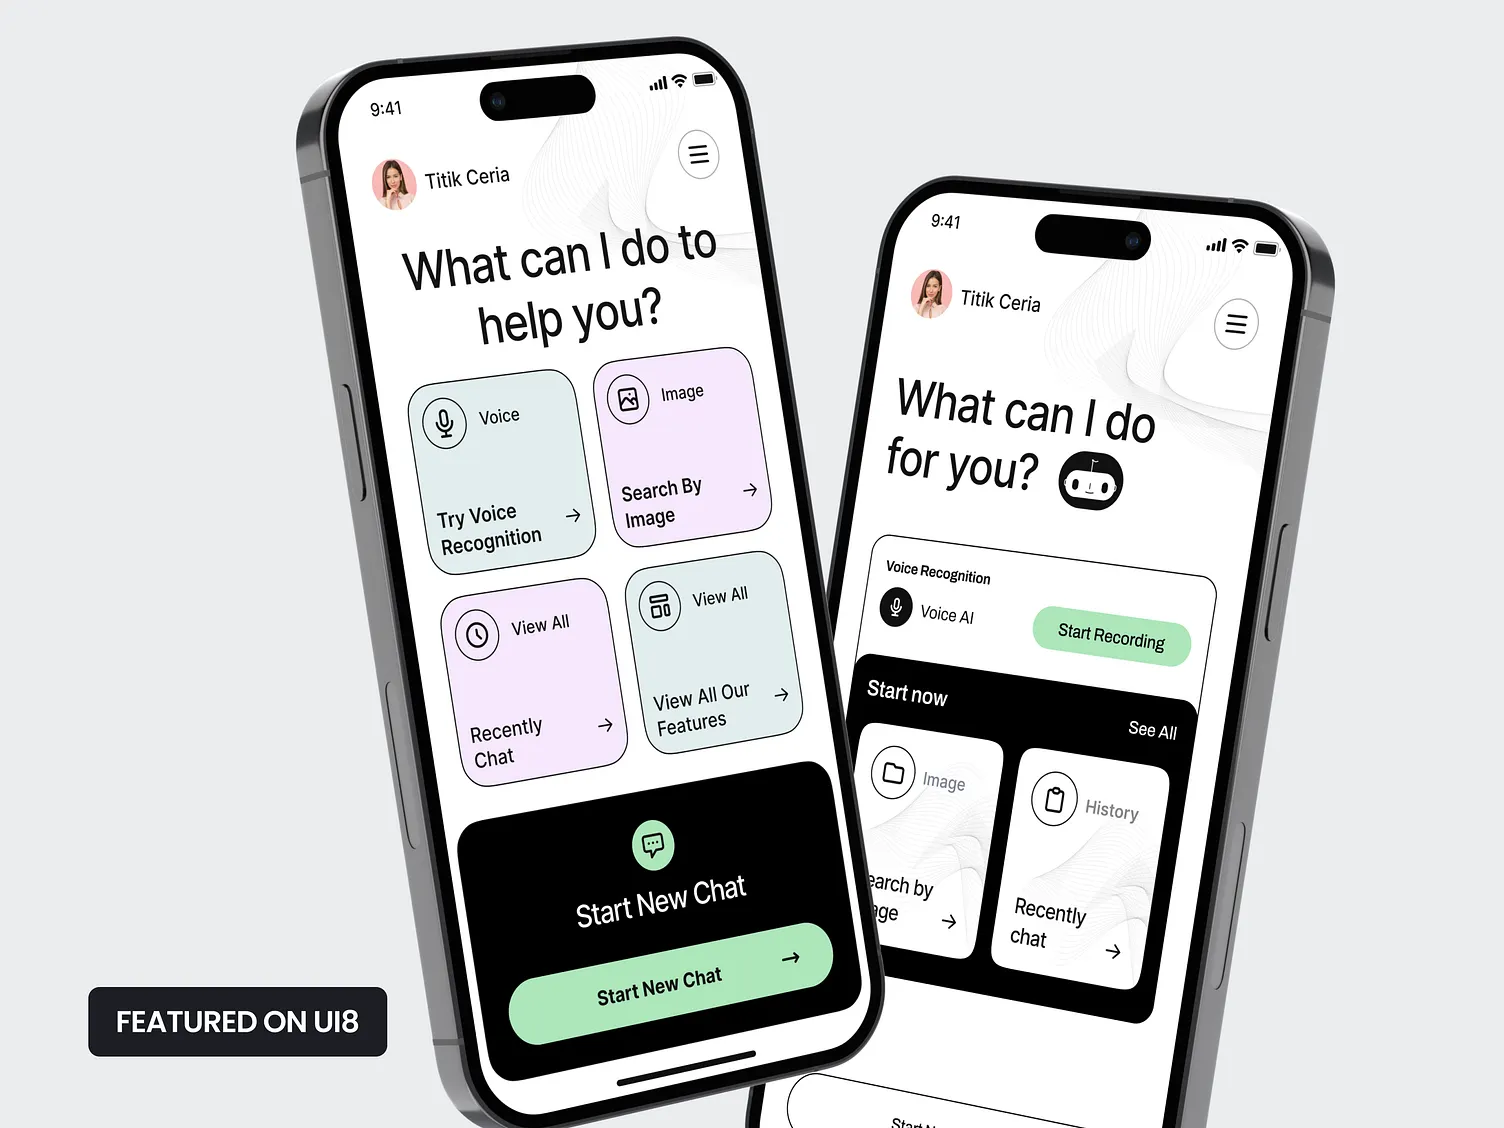 9:41
Titik Ceria
What can I do to
help you?
Voice
Try Voice
Recognition
Image
Search By
Image
View All
Recently
Chat
View All
View All Our
Features
Start New Chat
Start New Chat
9:41
Titik Ceria
What can I do
for you?
Voice Recognition
Voice AI
Start Recording
Start now
See All
Image
earch by
age
History
Recently
chat
Start N
FEATURED ON UI8